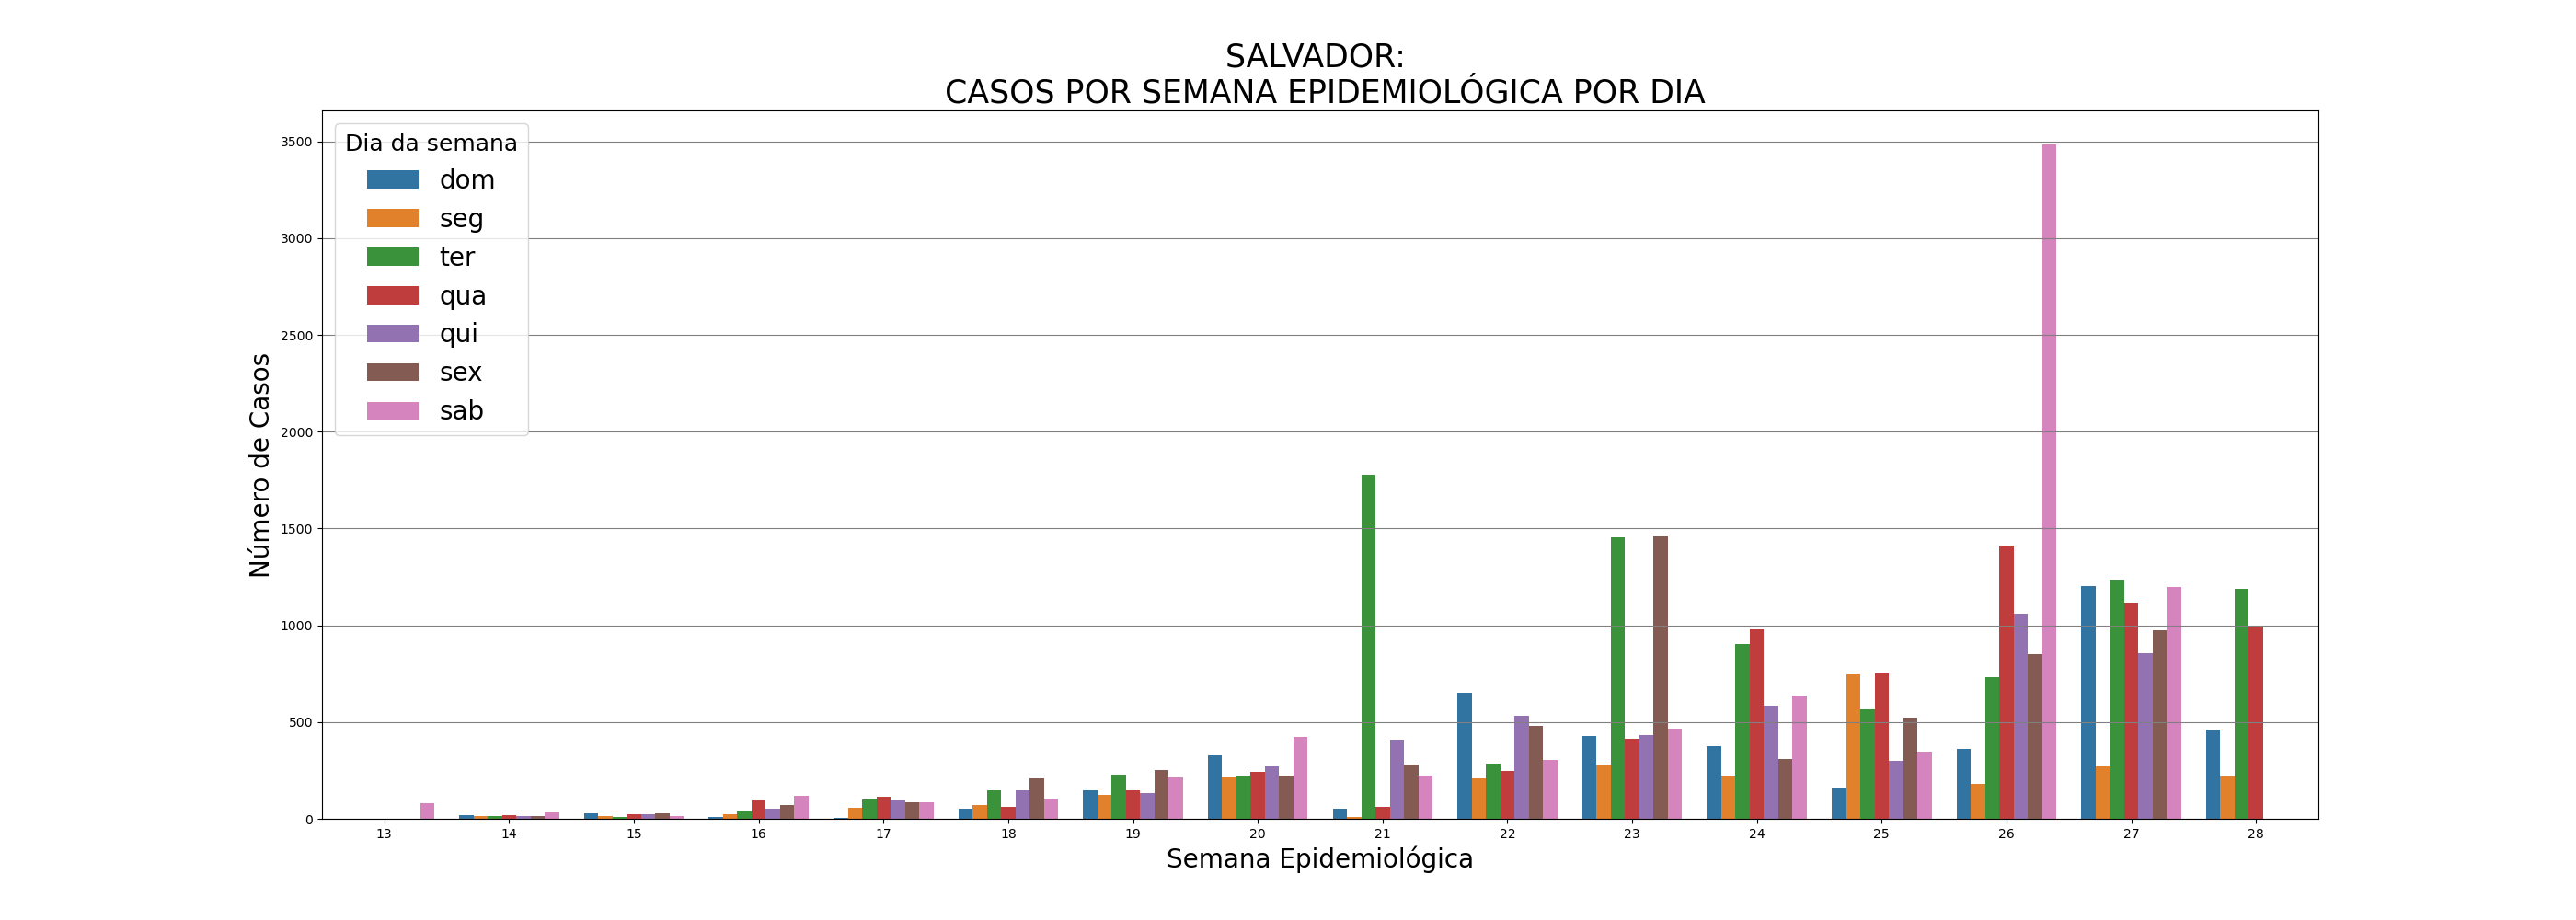 SALVADOR:
CASOS POR SEMANA EPIDEMIOLÓGICA POR DIA
Número de Casos
3500
3000
2500
2000
1500
1000
500
0
Dia da semana
dom
seg
ter
qua
qui
sex
sab
13 14 15 16 17 18 19 20 21 22 23 24 25 26 27 28
Semana Epidemiológica